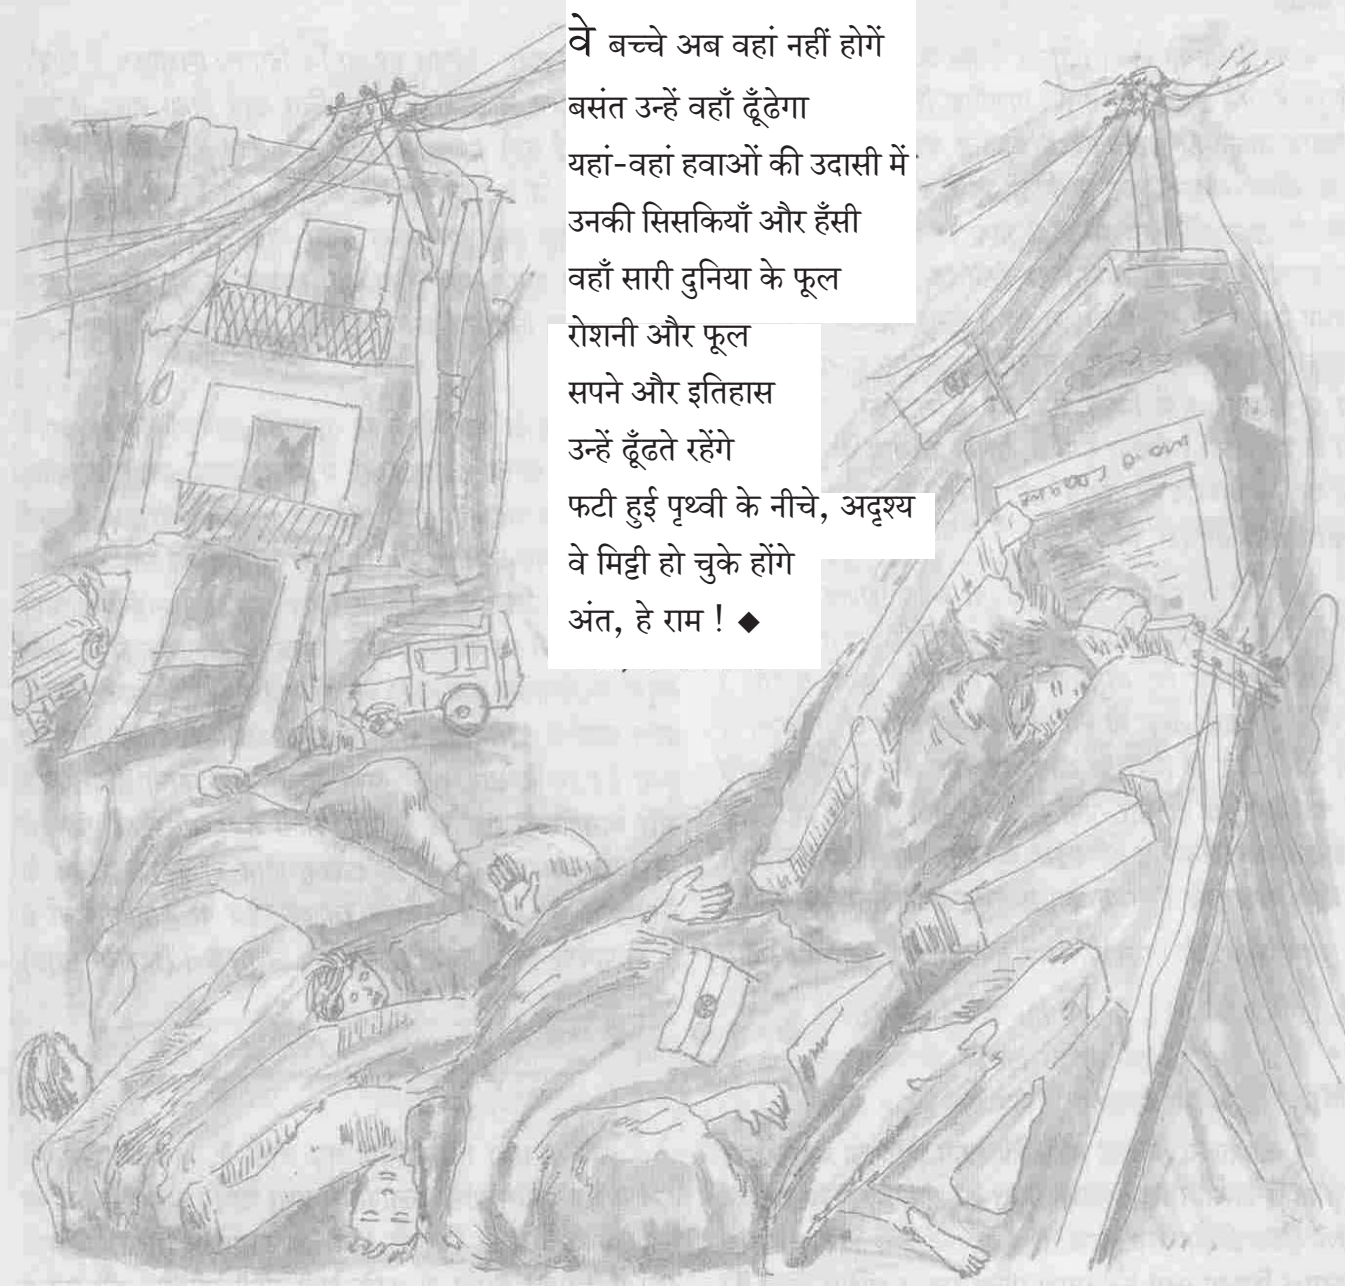 वे बच्चे अब वहां नहीं होगें
बसंत उन्हें वहाँ ढूँढेगा
यहां-वहां हवाओं की उदासी में
उनकी सिसकियाँ और हँसी
वहाँ सारी दुनिया के फूल
रोशनी और फूल
सपने और इतिहास
उन्हें ढूँढते रहेंगे
फटी हुई पृथ्वी के नीचे, अदृश्य
वे मिट्टी हो चुके होंगे
अंत, हे राम ! ◆